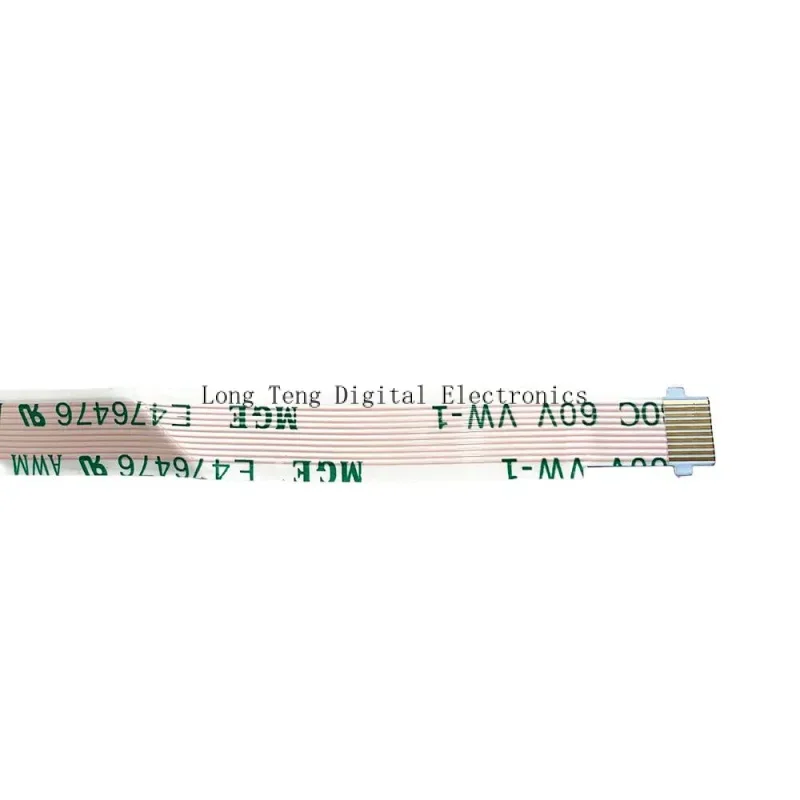 Long Teng Digital Electronics
E476476 MGE VW-1 60V
AWM E476476 MGE VW-1